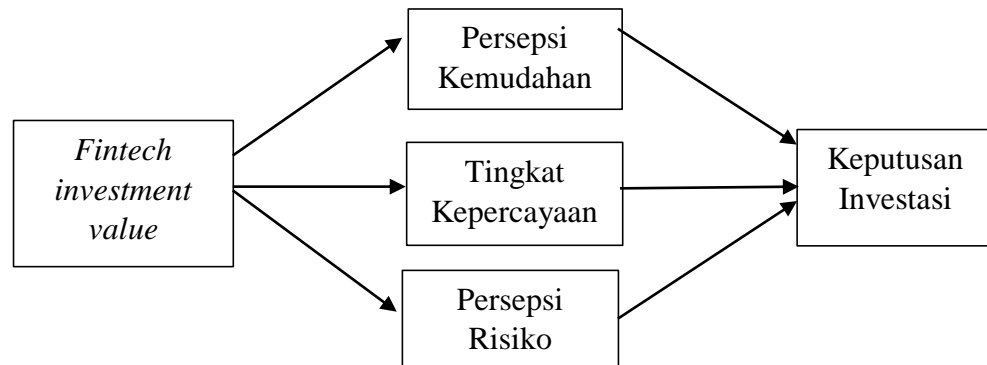 Fintech
investment
value
Persepsi
Kemudahan
Tingkat
Kepercayaan
Persepsi
Risiko
Keputusan
Investasi